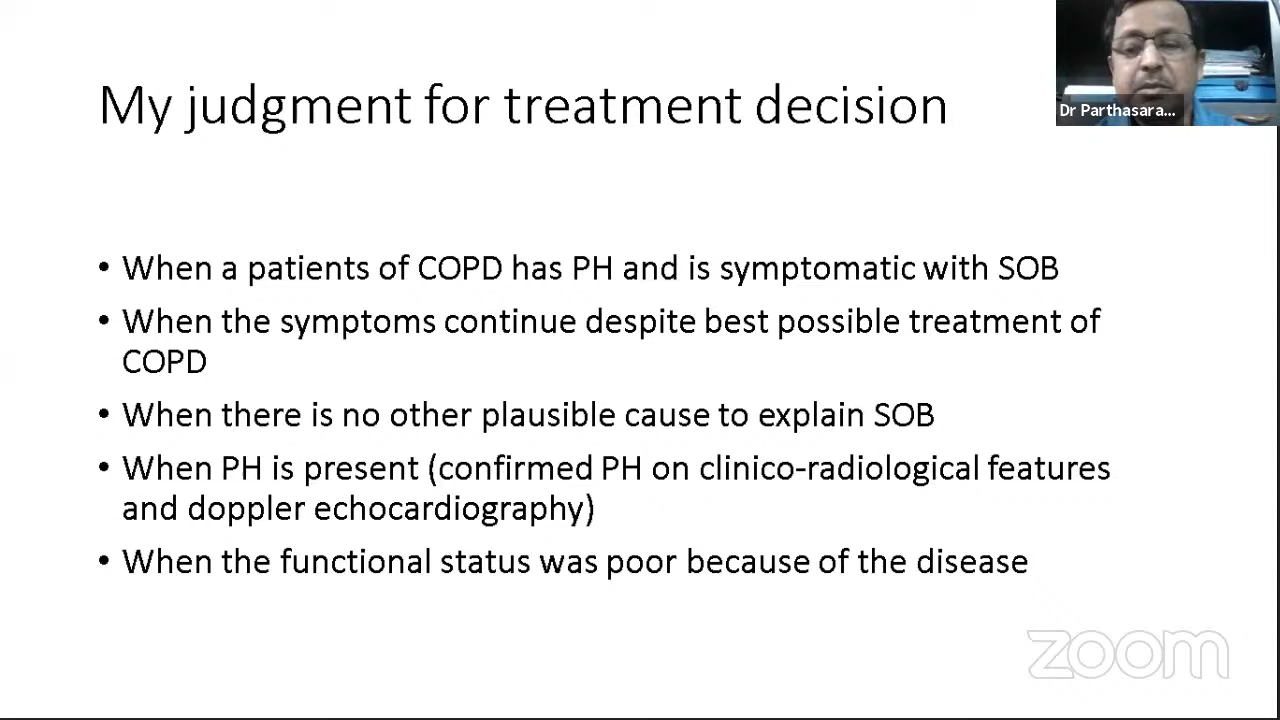 My judgment for treatment decision
Dr Parthasara...
• When a patients of COPD has PH and is symptomatic with SOB
• When the symptoms continue despite best possible treatment of
COPD
• When there is no other plausible cause to explain SOB
• When PH is present (confirmed PH on clinico-radiological features
and doppler echocardiography)
• When the functional status was poor because of the disease
zoom